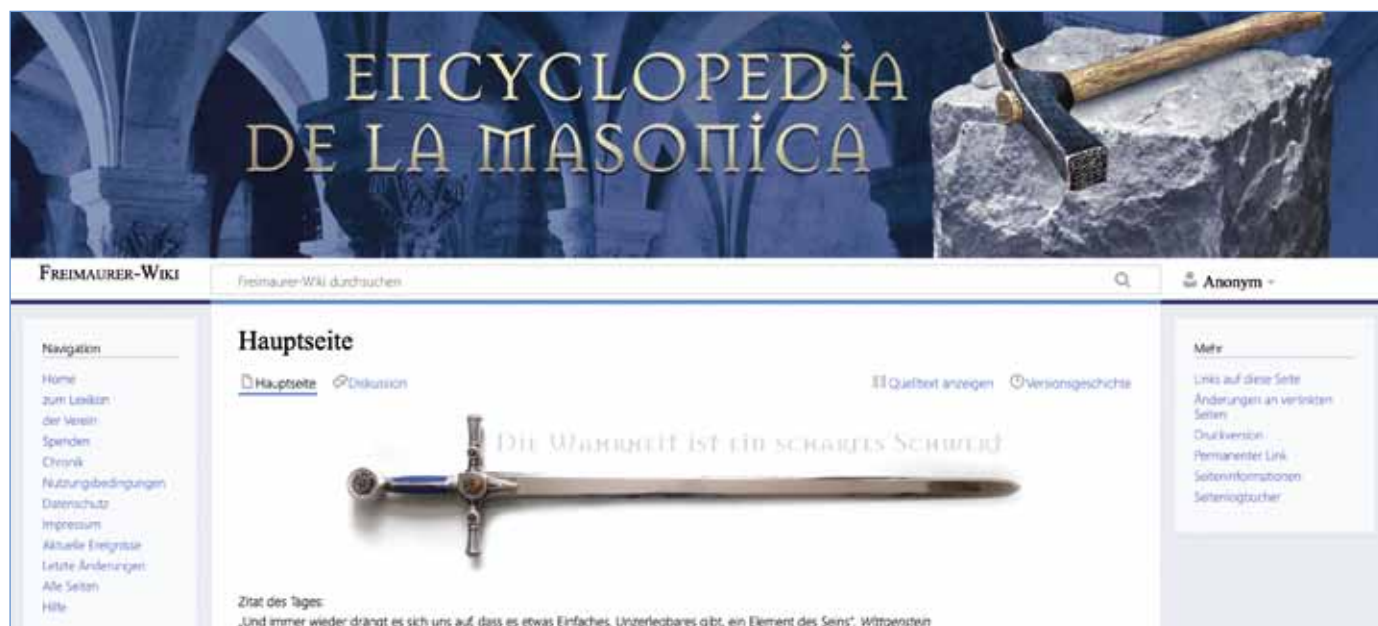 ENCYCLOPEDIA
DE LA MASONICA
FREIMAURER-WIKI
Freimaurer-Wiki durchsuchen
Anonym
Navigation
Home
zum Lexikon
der Verein
Spenden
Chronik
Nutzungsbedingungen
Datenschutz
Impressum
Aktuelle Ereignisse
Letzte Änderungen
Alle Seiten
Hilfe
Hauptseite
Hauptseite Diskussion Quelltext anzeigen Versionsgeschichte
DIE WAHRHEIT IST EIN SCHARFES SCHWERT
Zitat des Tages:
„Und immer wieder drängt es sich uns auf, dass es etwas Einfaches, Unzerlegbares gibt, ein Element des Seins". Wittgenstein
Mehr
Links auf diese Seite
Änderungen an verlinkten
Seiten
Druckversion
Permanenter Link
Seiteninformationen
Seitenlogbücher